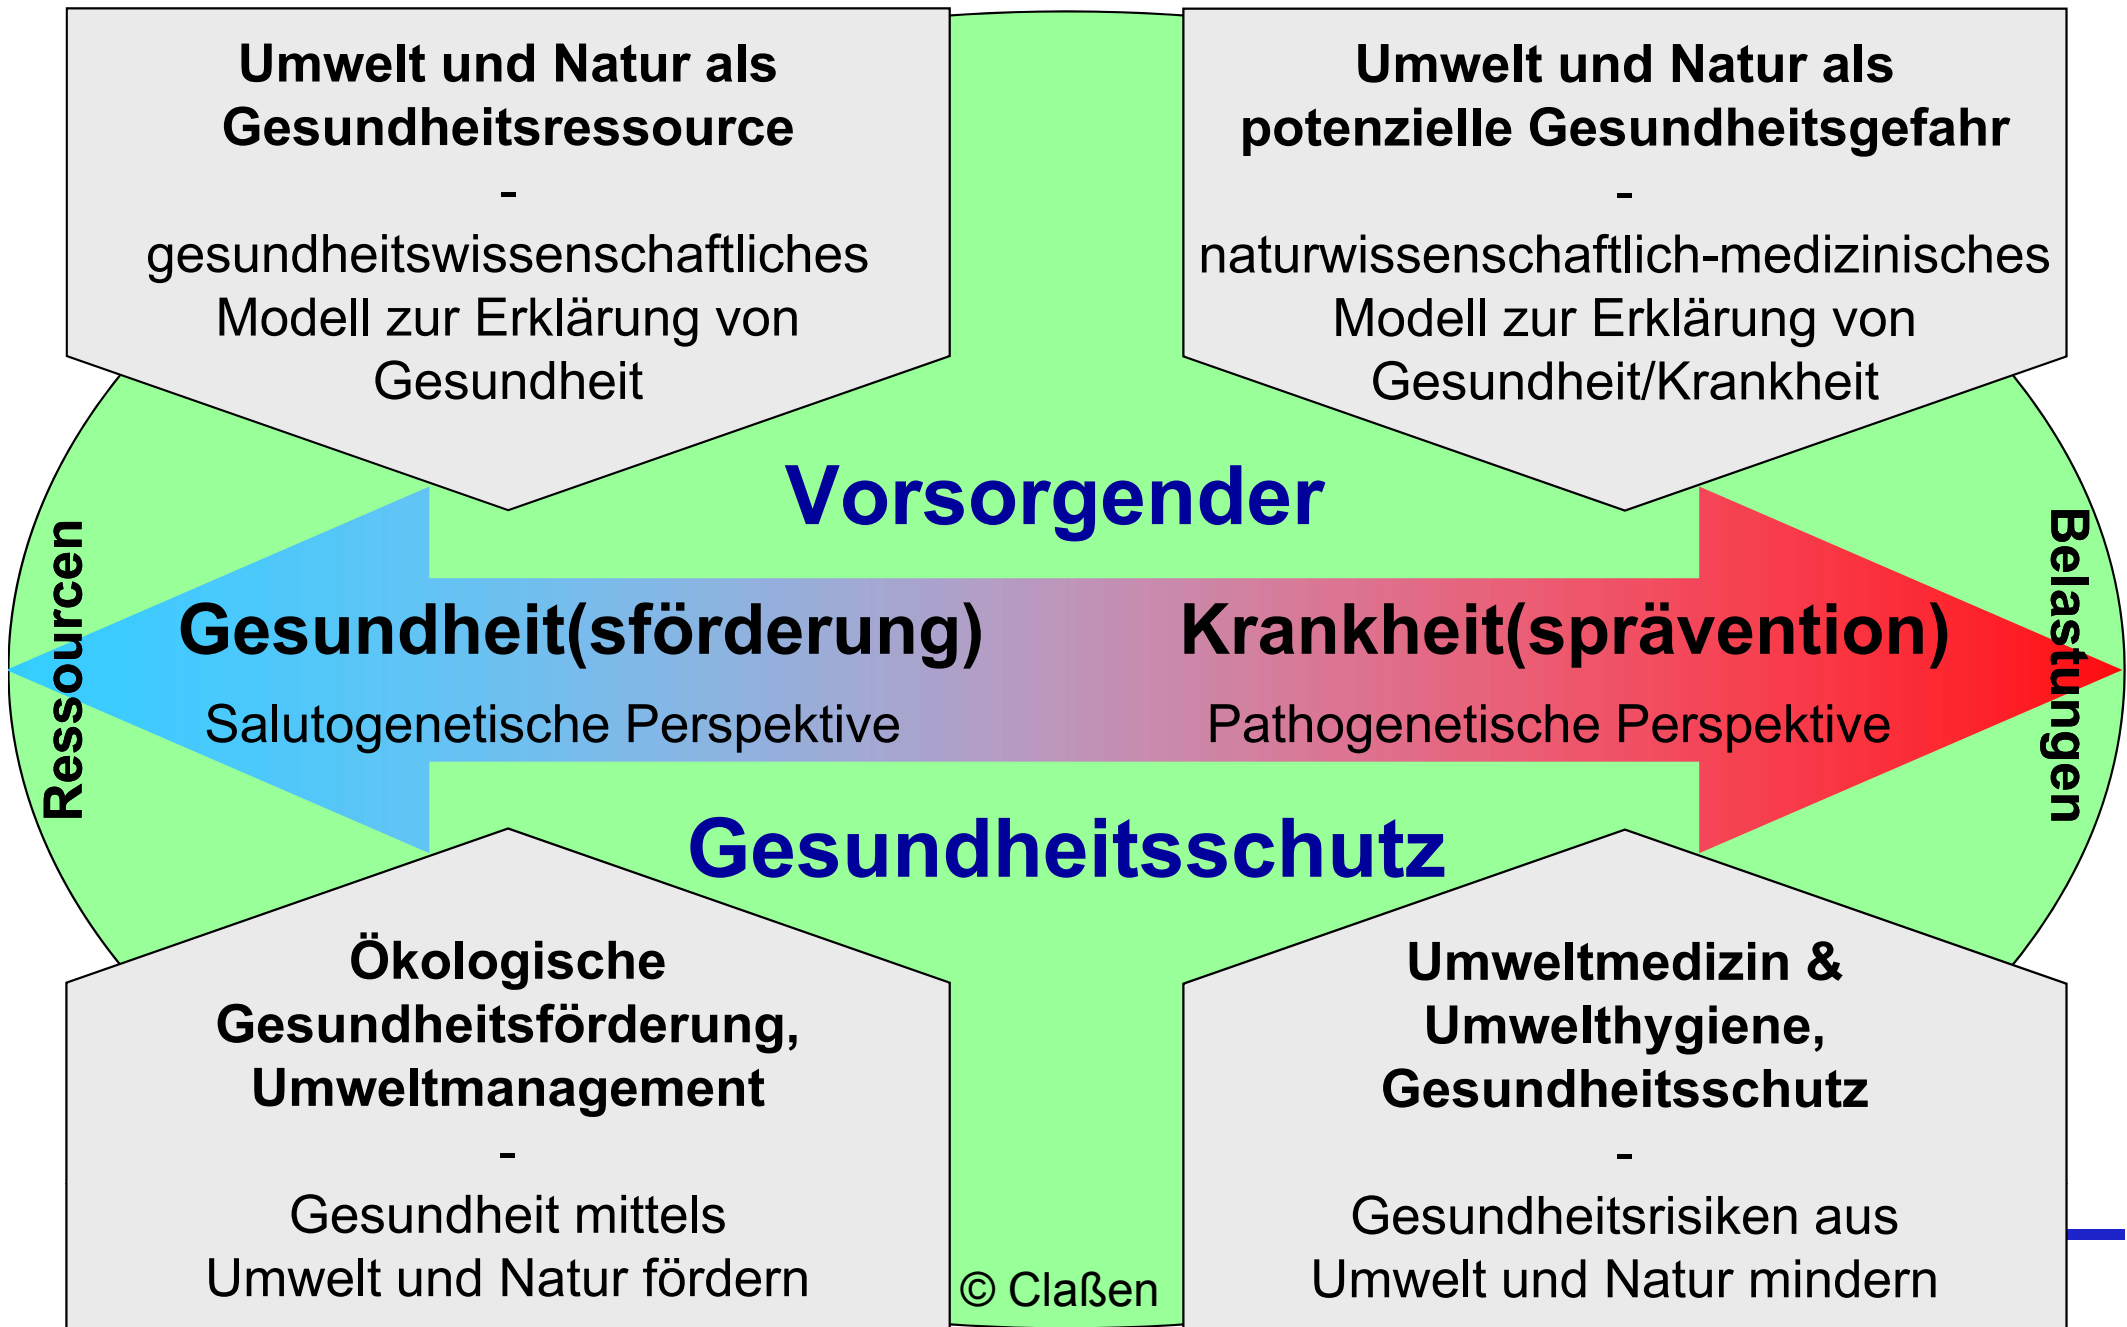 Umwelt und Natur als
Gesundheitsressource
-
gesundheitswissenschaftliches
Modell zur Erklärung von
Gesundheit
Umwelt und Natur als
potenzielle Gesundheitsgefahr
-
naturwissenschaftlich-medizinisches
Modell zur Erklärung von
Gesundheit/Krankheit
Vorsorgender
Ressourcen
Gesundheit(sförderung)
Salutogenetische Perspektive
Krankheit(sprävention)
Pathogenetische Perspektive
Belastungen
Gesundheitsschutz
Ökologische
Gesundheitsförderung,
Umweltmanagement
-
Gesundheit mittels
Umwelt und Natur fördern
Umweltmedizin &
Umwelthygiene,
Gesundheitsschutz
-
Gesundheitsrisiken aus
Umwelt und Natur mindern
© Claßen